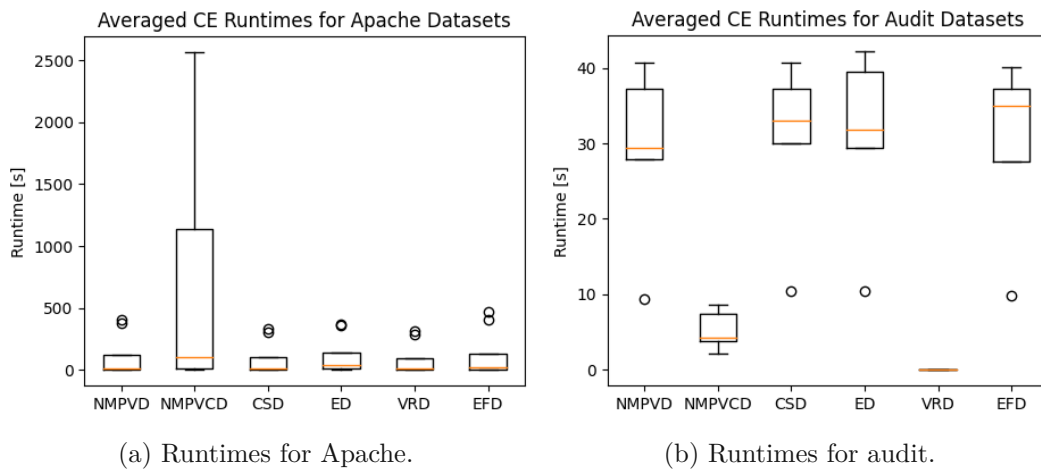 Averaged CE Runtimes for Apache Datasets
Runtime [s]
2500
2000
1500
1000
500
0
NMPVD NMPVCD CSD ED VRD EFD
(a) Runtimes for Apache.
Averaged CE Runtimes for Audit Datasets
Runtime [s]
40
30
20
10
0
NMPVD NMPVCD CSD ED VRD EFD
(b) Runtimes for audit.